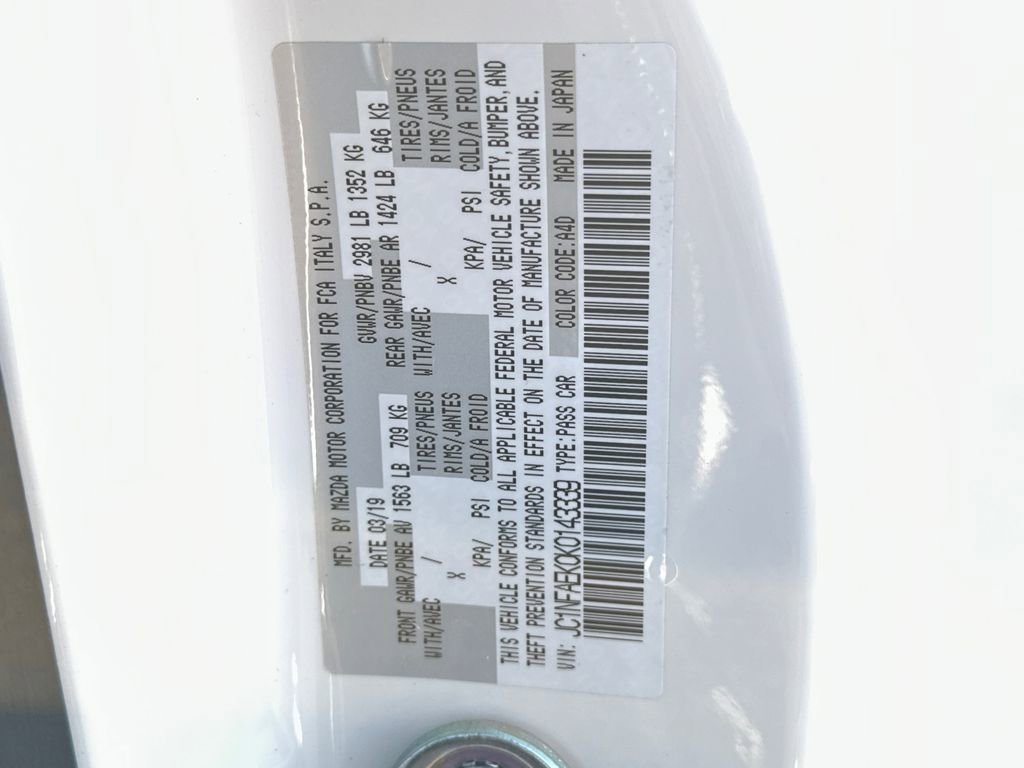 MFD. BY MAZDA MOTOR CORPORATION FOR FCA ITALY S.P.A.
DATE 03/19 GVWR/PNBV 2981 LB 1352 KG
FRONT GAWR/PNBE AV 1563 LB 709 KG REAR GAWR/PNBE AR 1424 LB 646 KG
WITH/AVEC / TIRES/PNEUS WITH/AVEC / TIRES/PNEUS
X RIMS/JANTES X RIMS/JANTES
KPA/ PSI COLD/A FROID KPA/ PSI COLD/A FROID
THIS VEHICLE CONFORMS TO ALL APPLICABLE FEDERAL MOTOR VEHICLE SAFETY, BUMPER, AND
THEFT PREVENTION STANDARDS IN EFFECT ON THE DATE OF MANUFACTURE SHOWN ABOVE.
VIN: JC1NFAEK0K0143339 TYPE:PASS CAR COLOR CODE:A4D MADE IN JAPAN